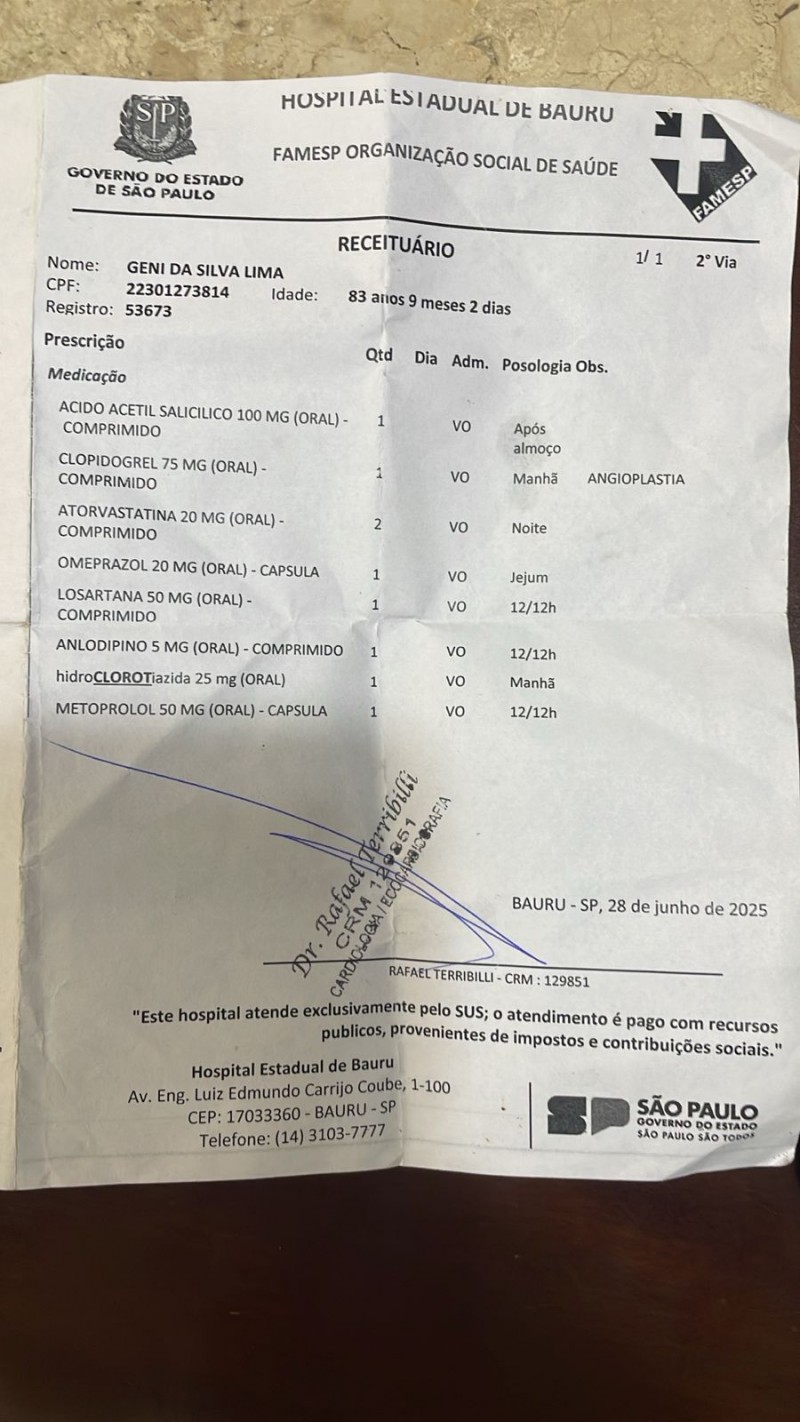 SP
GOVERNO DO ESTADO
DE SÃO PAULO
HOSPITAL ESTADUAL DE BAURU
FAMESP ORGANIZAÇÃO SOCIAL DE SAÚDE
FAMESP
RECEITUÁRIO
1/ 1 2° Via
Nome: GENI DA SILVA LIMA
CPF: 22301273814 Idade: 83 anos 9 meses 2 dias
Registro: 53673
Prescrição Qtd Dia Adm. Posologia Obs.
Medicação
ACIDO ACETIL SALICILICO 100 MG (ORAL) - 1 VO Após
COMPRIMIDO almoço
CLOPIDOGREL 75 MG (ORAL) - 1 VO Manhã ANGIOPLASTIA
COMPRIMIDO
ATORVASTATINA 20 MG (ORAL) - 2 VO Noite
COMPRIMIDO
OMEPRAZOL 20 MG (ORAL) - CAPSULA 1 VO Jejum
LOSARTANA 50 MG (ORAL) - 1 VO 12/12h
COMPRIMIDO
ANLODIPINO 5 MG (ORAL) - COMPRIMIDO 1 VO 12/12h
hidroCLOROTiazida 25 mg (ORAL) 1 VO Manhã
METOPROLOL 50 MG (ORAL) - CAPSULA 1 VO 12/12h
Dr. Rafael Terribilli
CRM 129851
CARDIOLOGIA/ECOCARDIOGRAFIA
BAURU - SP, 28 de junho de 2025
RAFAEL TERRIBILLI - CRM : 129851
"Este hospital atende exclusivamente pelo SUS; o atendimento é pago com recursos
publicos, provenientes de impostos e contribuições sociais."
Hospital Estadual de Bauru
Av. Eng. Luiz Edmundo Carrijo Coube, 1-100
CEP: 17033360 - BAURU - SP
Telefone: (14) 3103-7777
SP
SÃO PAULO
GOVERNO DO ESTADO
SÃO PAULO SÃO TODOS